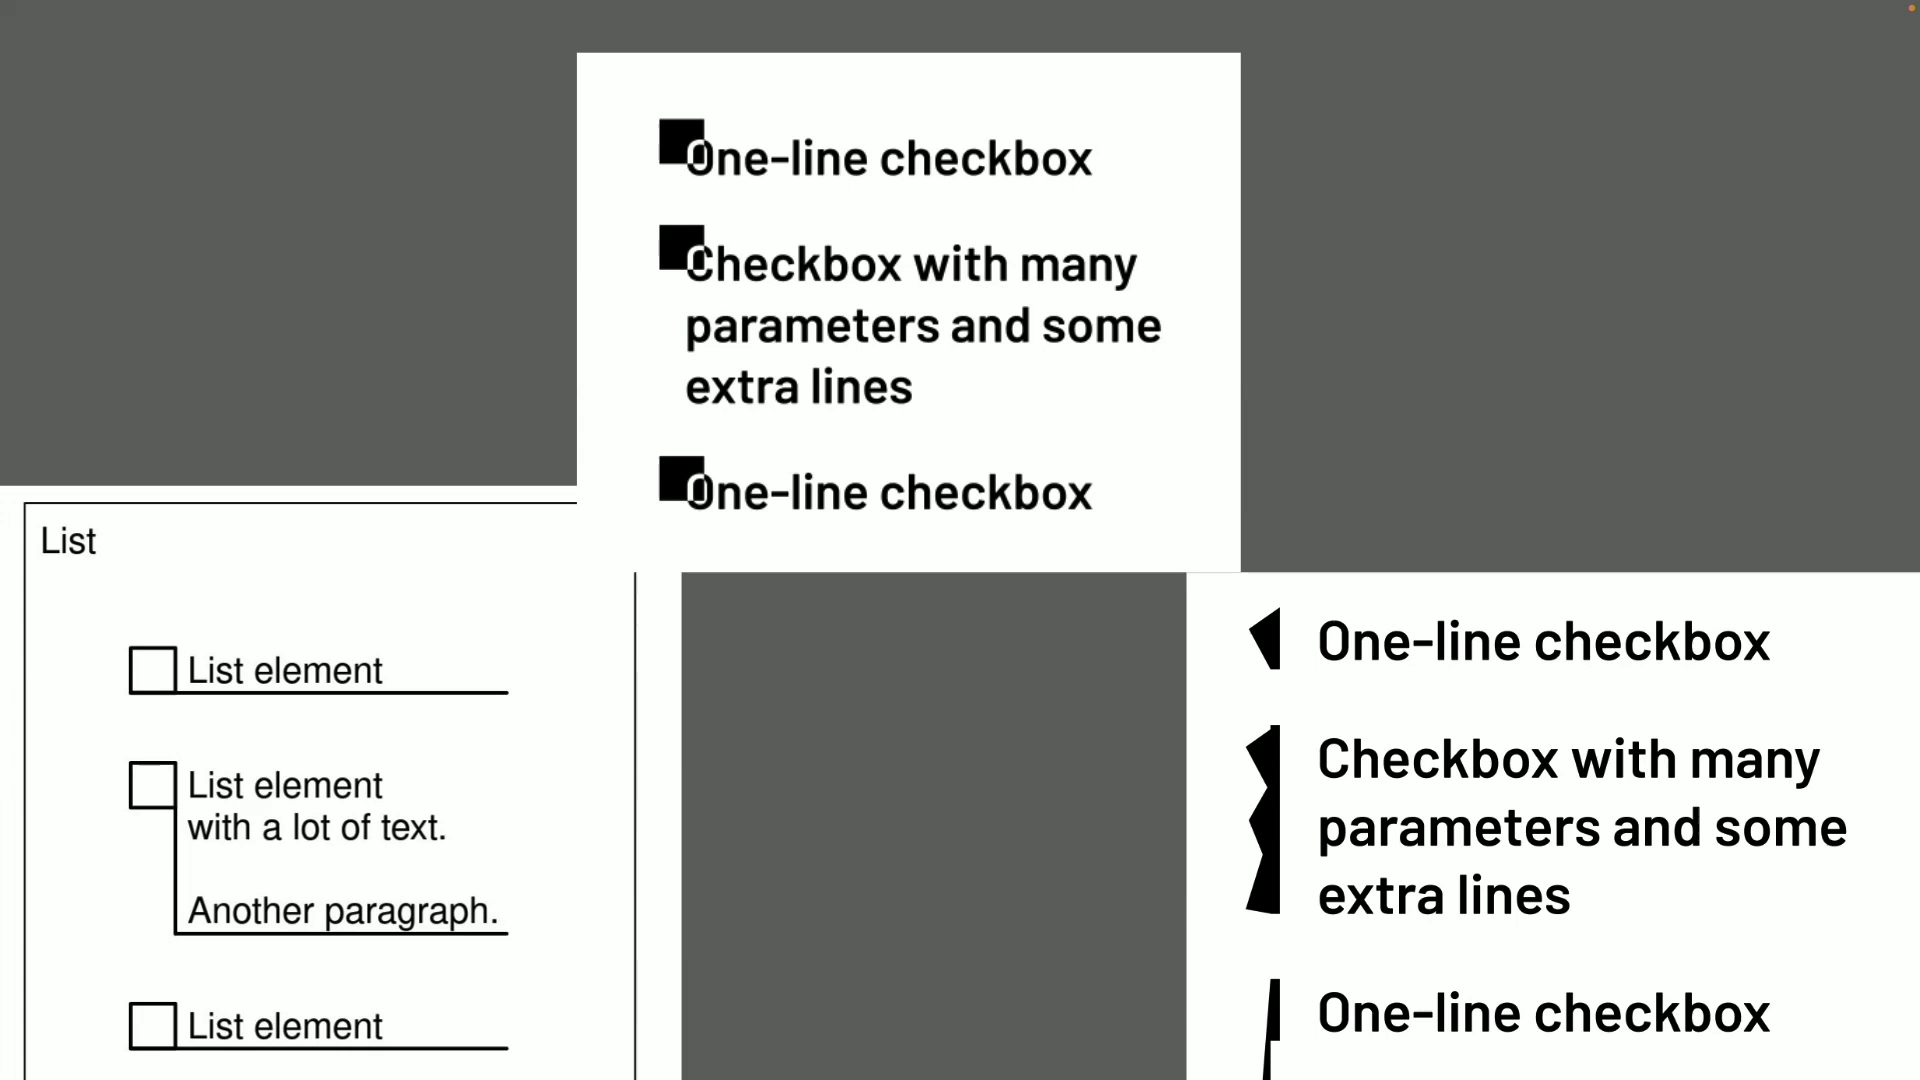 One-line checkbox
Checkbox with many
parameters and some
extra lines
One-line checkbox
List
List element
List element
with a lot of text.
Another paragraph.
List element
One-line checkbox
Checkbox with many
parameters and some
extra lines
One-line checkbox